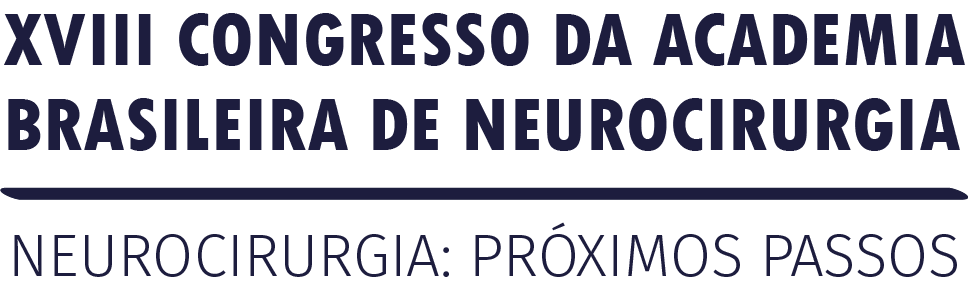 XVIII CONGRESSO DA ACADEMIA
BRASILEIRA DE NEUROCIRURGIA
NEUROCIRURGIA: PRÓXIMOS PASSOS